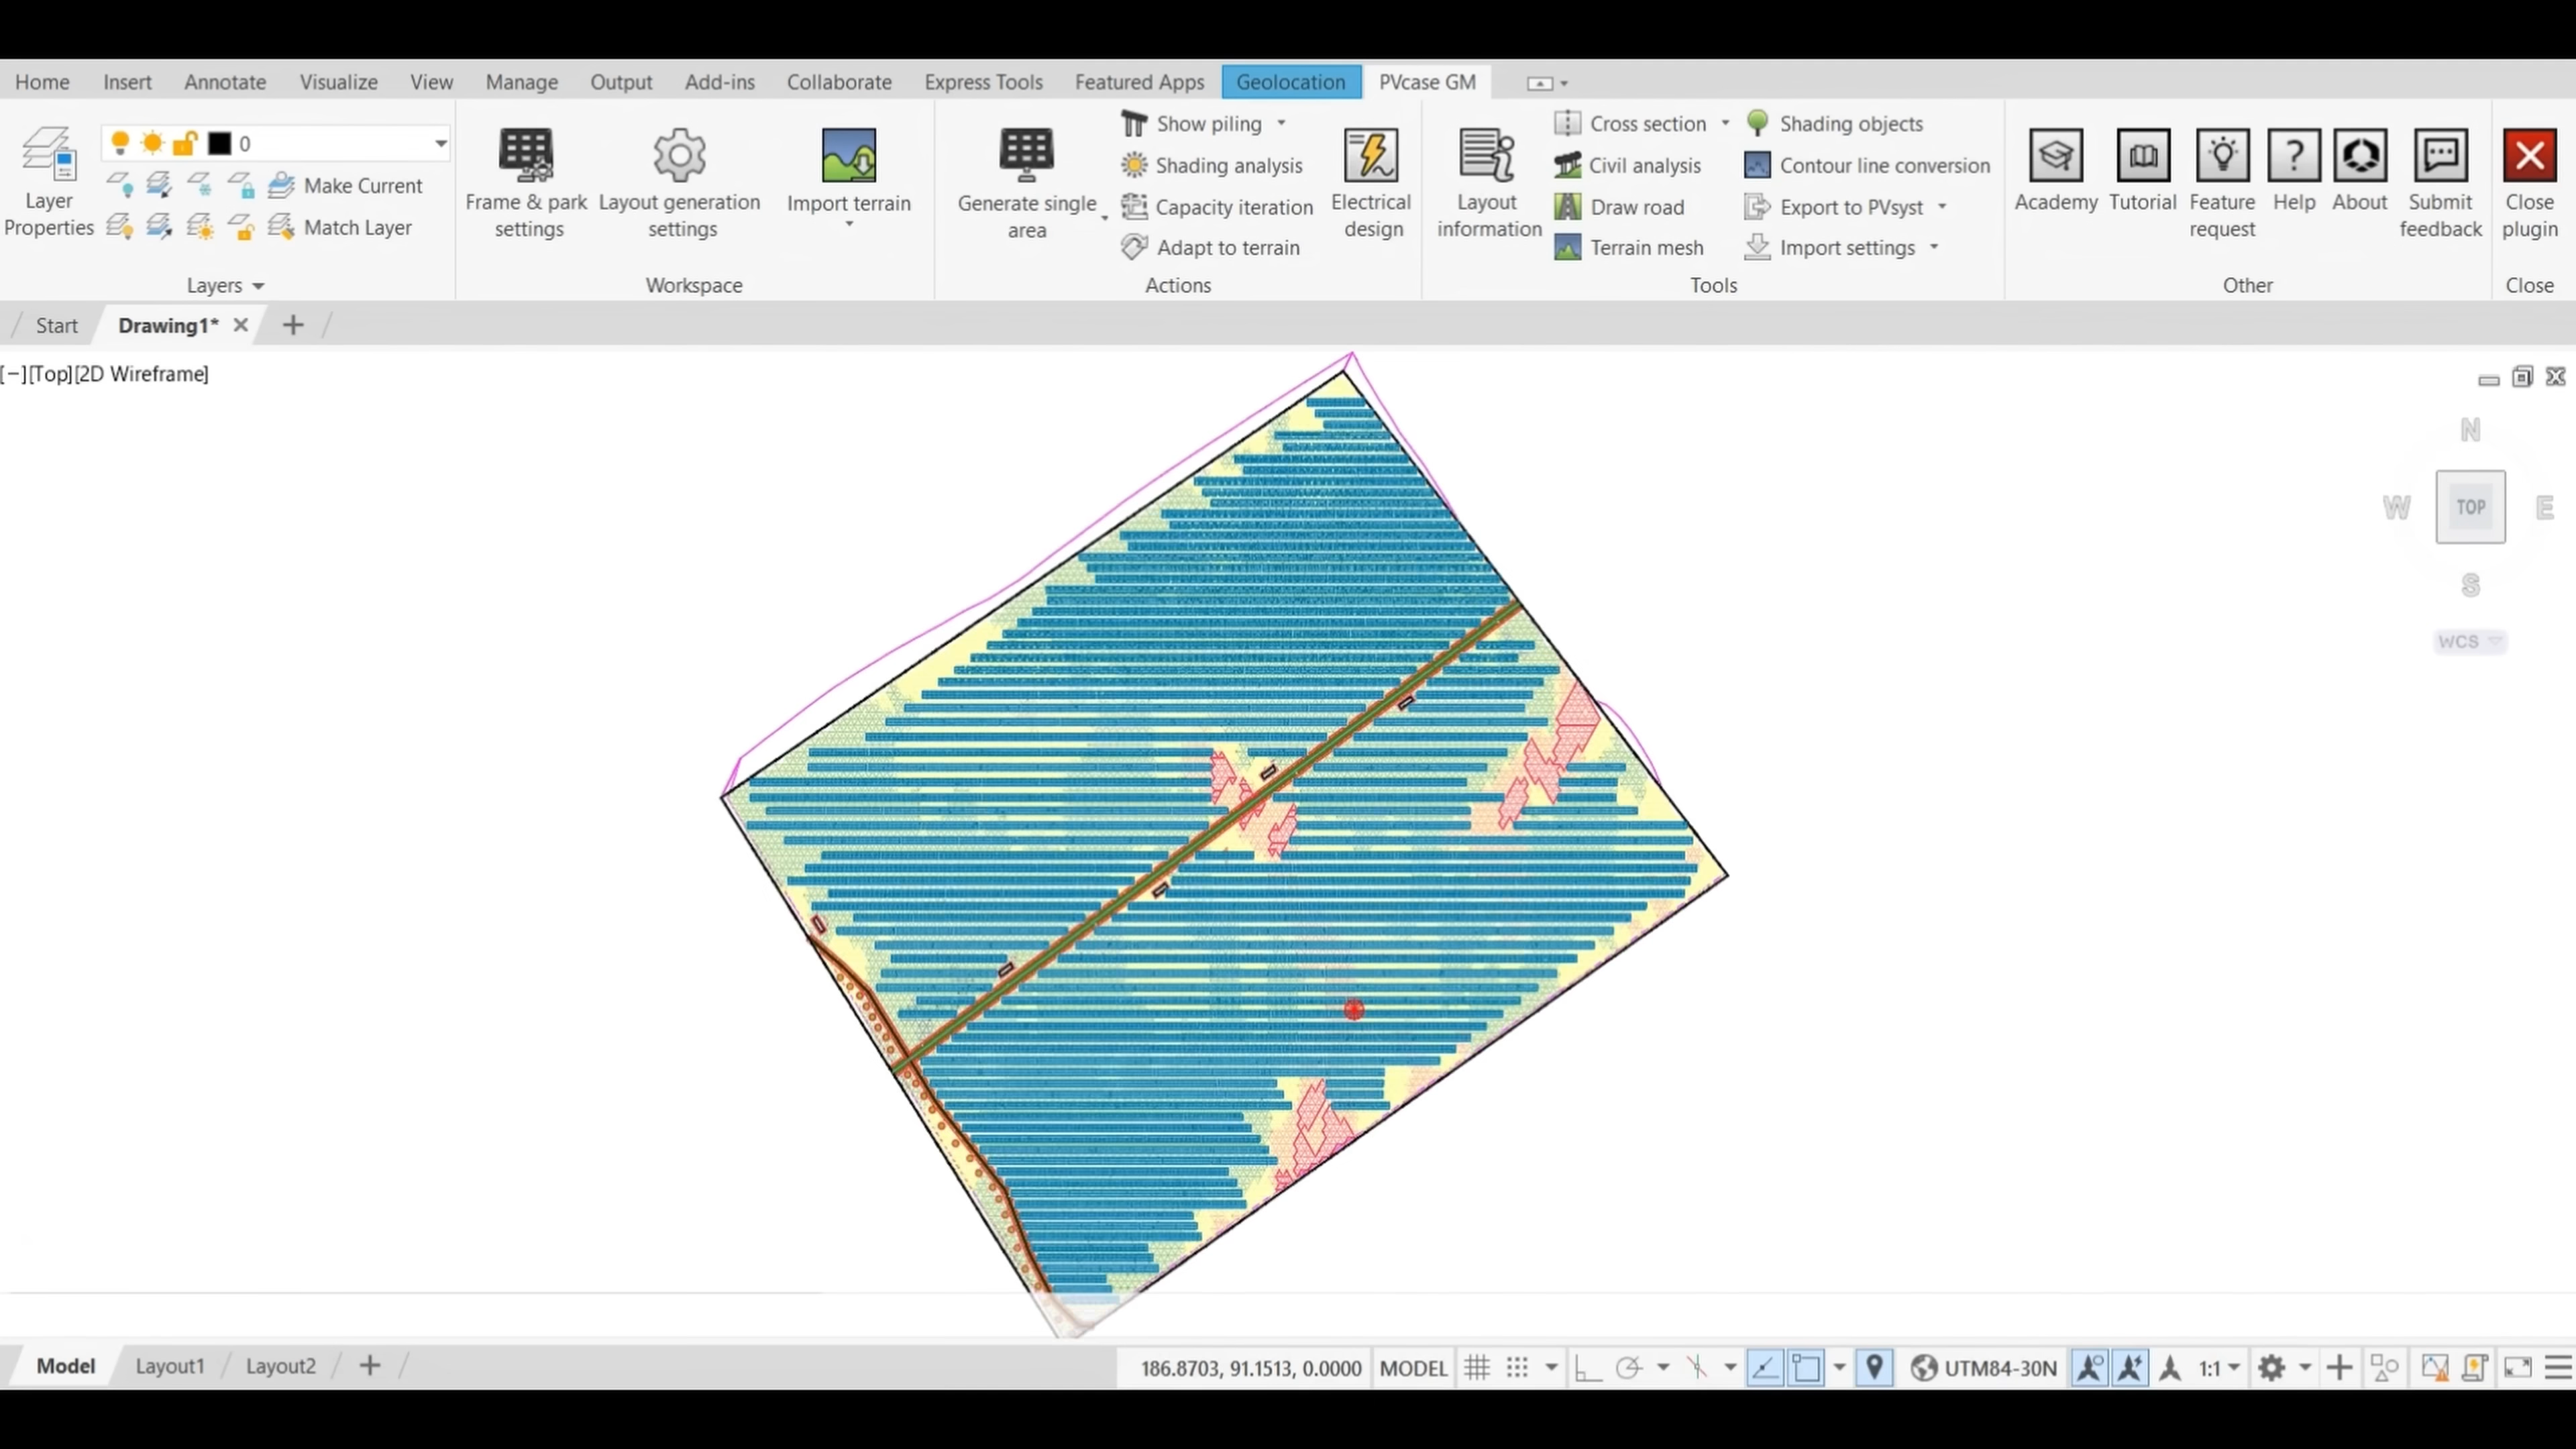 Home Insert Annotate Visualize View Manage Output Add-ins Collaborate Express Tools Featured Apps Geolocation PVcase GM
Layer
Properties
0
Make Current
Match Layer
Layers
Frame & park
settings
Layout generation
settings
Import terrain
Workspace
Generate single
area
Show piling
Shading analysis
Capacity iteration
Adapt to terrain
Electrical
design
Actions
Layout
information
Cross section
Civil analysis
Draw road
Terrain mesh
Shading objects
Contour line conversion
Export to PVsyst
Import settings
Tools
Academy
Tutorial
Feature
request
Help
About
Submit
feedback
Other
Close
plugin
Close
Start Drawing1*
[−][Top][2D Wireframe]
N
W TOP E
S
WCS
Model Layout1 Layout2 186.8703, 91.1513, 0.0000 MODEL UTM84-30N 1:1